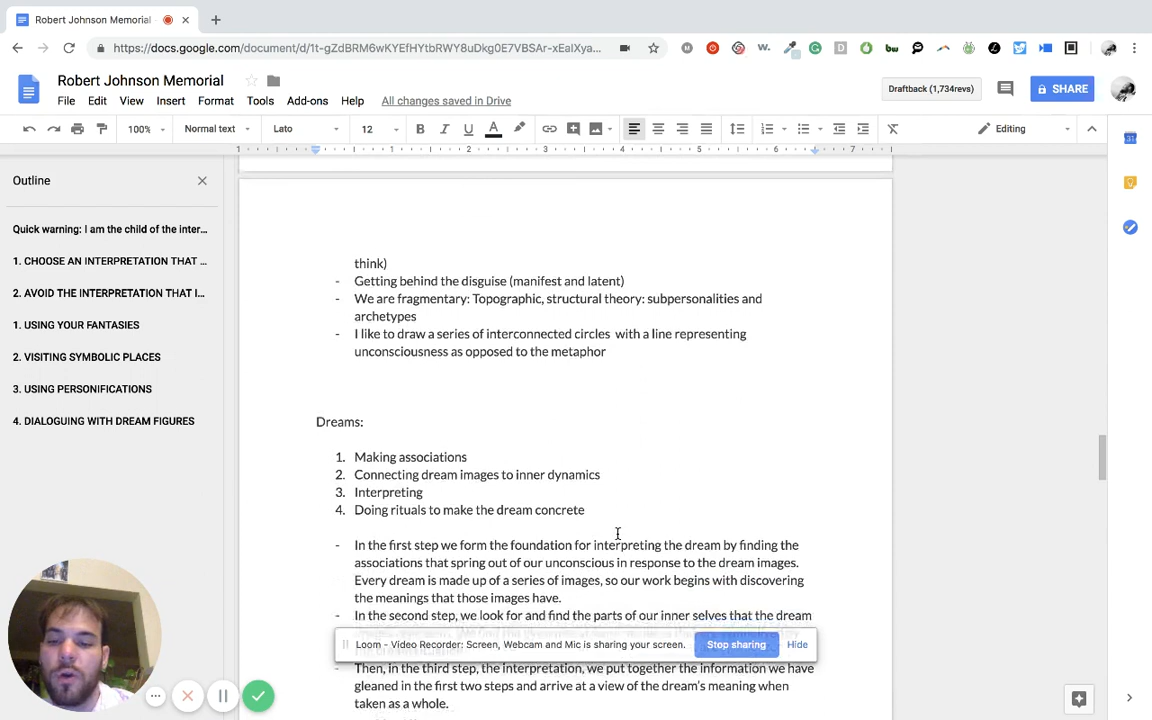 Robert Johnson Memorial
https://docs.google.com/document/d/1t-gZdBRM6wKYEfHYtbRWY8uDkg0E7VBSAr-xEaIXya...
Robert Johnson Memorial
File Edit View Insert Format Tools Add-ons Help All changes saved in Drive
Draftback (1,734revs)
SHARE
100% Normal text Lato 12 B I U A Editing
1 1 2 3 4 5 6 7
Outline
Quick warning: I am the child of the inter...
1. CHOOSE AN INTERPRETATION THAT ...
2. AVOID THE INTERPRETATION THAT I...
1. USING YOUR FANTASIES
2. VISITING SYMBOLIC PLACES
3. USING PERSONIFICATIONS
4. DIALOGUING WITH DREAM FIGURES
think)
- Getting behind the disguise (manifest and latent)
- We are fragmentary: Topographic, structural theory: subpersonalities and
archetypes
- I like to draw a series of interconnected circles with a line representing
unconsciousness as opposed to the metaphor
Dreams:
1. Making associations
2. Connecting dream images to inner dynamics
3. Interpreting
4. Doing rituals to make the dream concrete
- In the first step we form the foundation for interpreting the dream by finding the
associations that spring out of our unconscious in response to the dream images.
Every dream is made up of a series of images, so our work begins with discovering
the meanings that those images have.
- In the second step, we look for and find the parts of our inner selves that the dream
Loom - Video Recorder: Screen, Webcam and Mic is sharing your screen. Stop sharing Hide
- Then, in the third step, the interpretation, we put together the information we have
gleaned in the first two steps and arrive at a view of the dream's meaning when
taken as a whole.